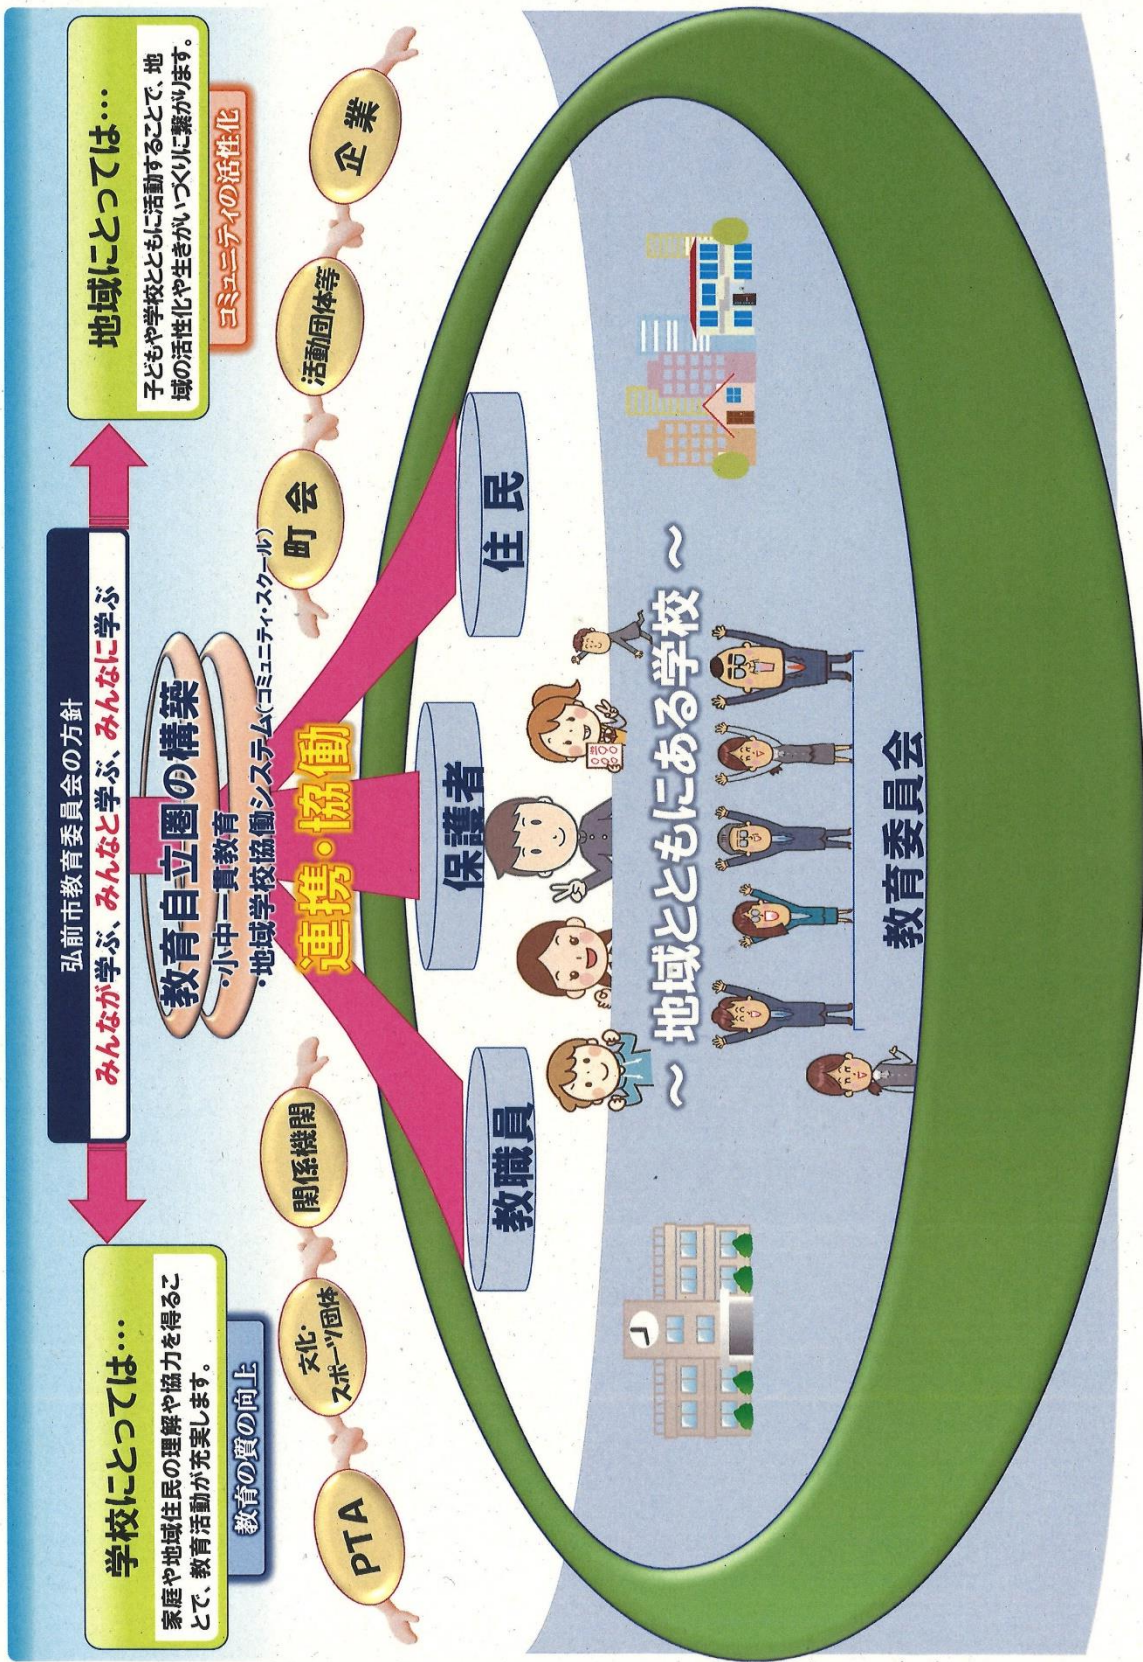 弘前市教育委員会の方針
みんなが学ぶ、みんなと学ぶ、みんなに学ぶ
学校にとっては…
家庭や地域住民の理解や協力を得るこ
とで、教育活動が充実します。
教育の質の向上
地域にとっては…
子どもや学校とともに活動することで、地
域の活性化や生きがいづくりに繋がります。
コミュニティの活性化
教育自立圏の構築
・小中一貫教育
・地域学校協働システム(コミュニティ・スクール)
連携・協働
PTA
文化・
スポーツ団体
関係機関
町会
活動団体等
企業
教職員
保護者
住民
～地域とともにある学校～
教育委員会